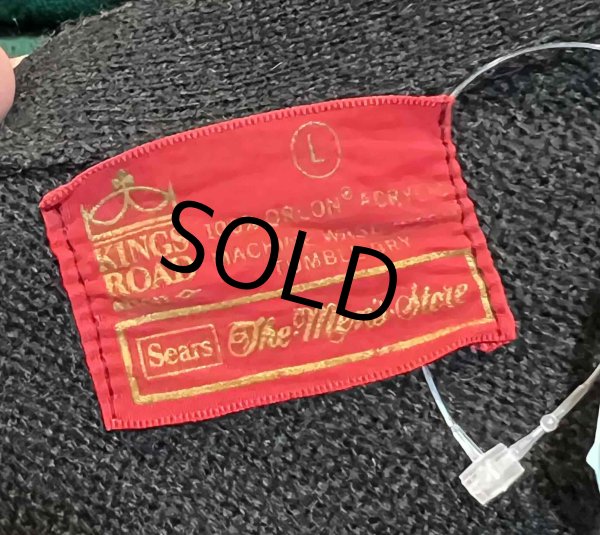 L
KINGS
ROAD
100% ORLON® ACRYLIC
MACHINE WASH
TUMBLE DRY
SOLD
Sears The Men's Store